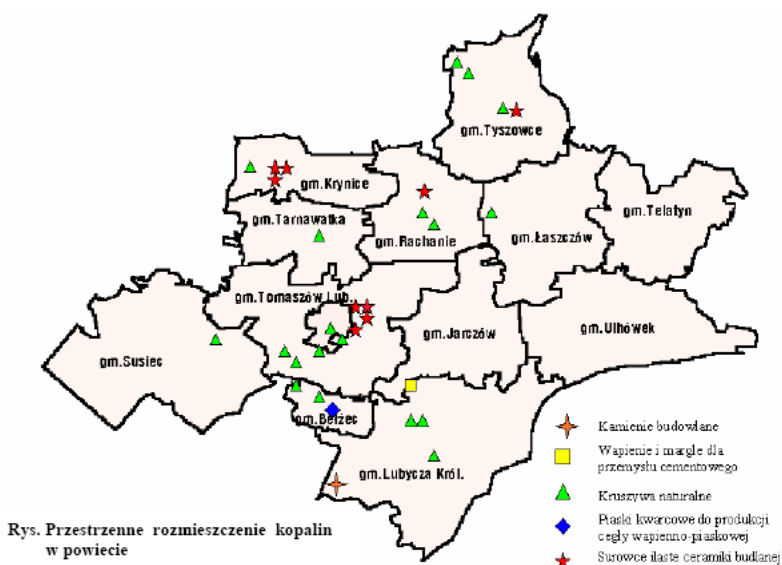 gm.Tyszowce
gm.Krynice
gm.Tarnawatka
gm.Rachanie
gm.Łaszczów
gm.Telatyn
gm.Tomaszów Lub.
gm.Jarczów
gm.Ulhówek
gm.Susiec
gm.Bełżec
gm.Lubycza Król.
Kamienie budowlane
Wapienie i margle dla
przemysłu cementowego
Kruszywa naturalne
Piaski kwarcowe do produkcji
cegły wapienno-piaskowej
Surowce ilaste ceramiki budlanej
Rys. Przestrzenne rozmieszczenie kopalin
w powiecie